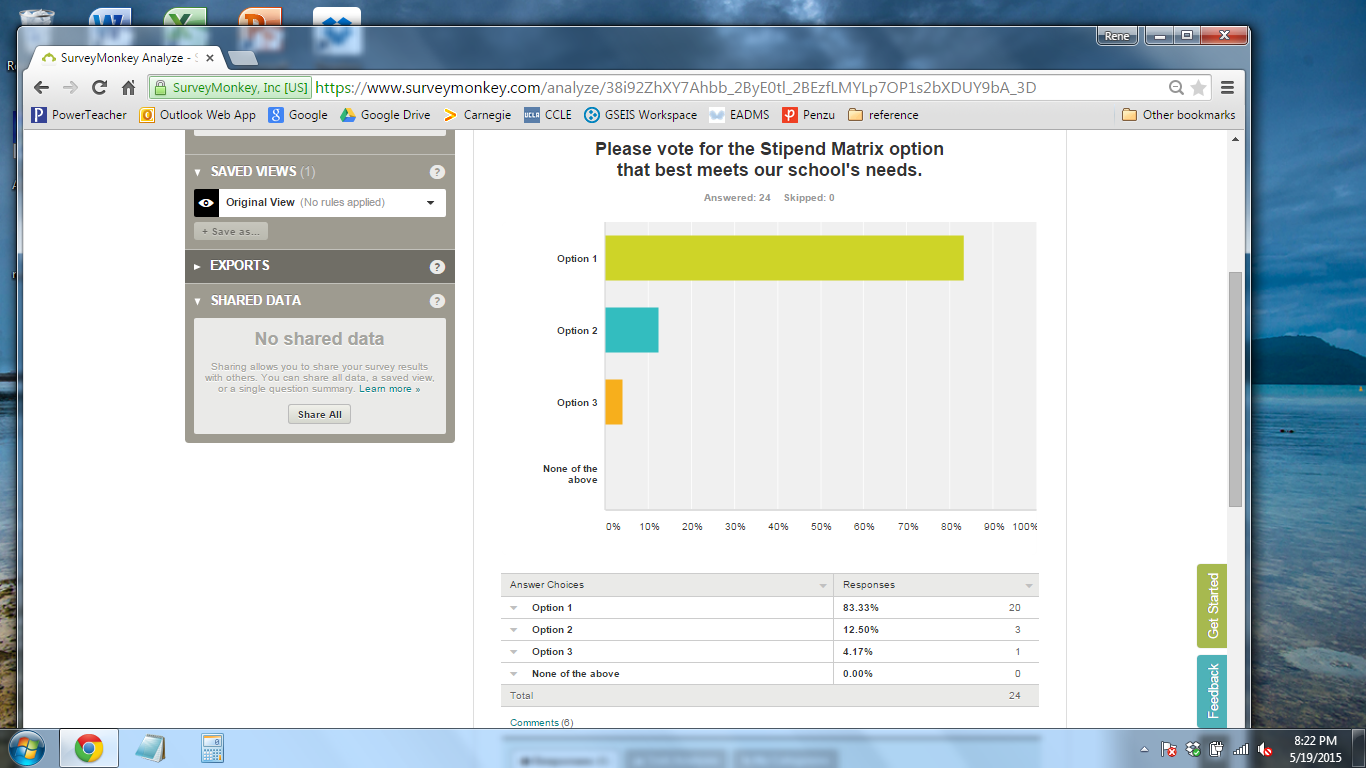 Rene
SurveyMonkey Analyze - S
SurveyMonkey, Inc [US]
https://www.surveymonkey.com/analyze/38i92ZhXY7Ahbb_2ByE0tl_2BEzfLMYLp7OP1s2bXDUY9bA_3D
PowerTeacher
Outlook Web App
Google
Google Drive
Carnegie
UCLA
CCLE
GSEIS Workspace
EADMS
Penzu
reference
Other bookmarks
SAVED VIEWS (1)
?
Original View (No rules applied)
+ Save as...
EXPORTS
?
SHARED DATA
?
No shared data
Sharing allows you to share your survey results
with others. You can share all data, a saved view,
or a single question summary. Learn more »
Share All
Please vote for the Stipend Matrix option
that best meets our school's needs.
Answered: 24 Skipped: 0
Option 1
Option 2
Option 3
None of the
above
0% 10% 20% 30% 40% 50% 60% 70% 80% 90% 100%
Answer Choices Responses
Option 1 83.33% 20
Option 2 12.50% 3
Option 3 4.17% 1
None of the above 0.00% 0
Total 24
Comments (6)
Get Started
Feedback
8:22 PM
5/19/2015